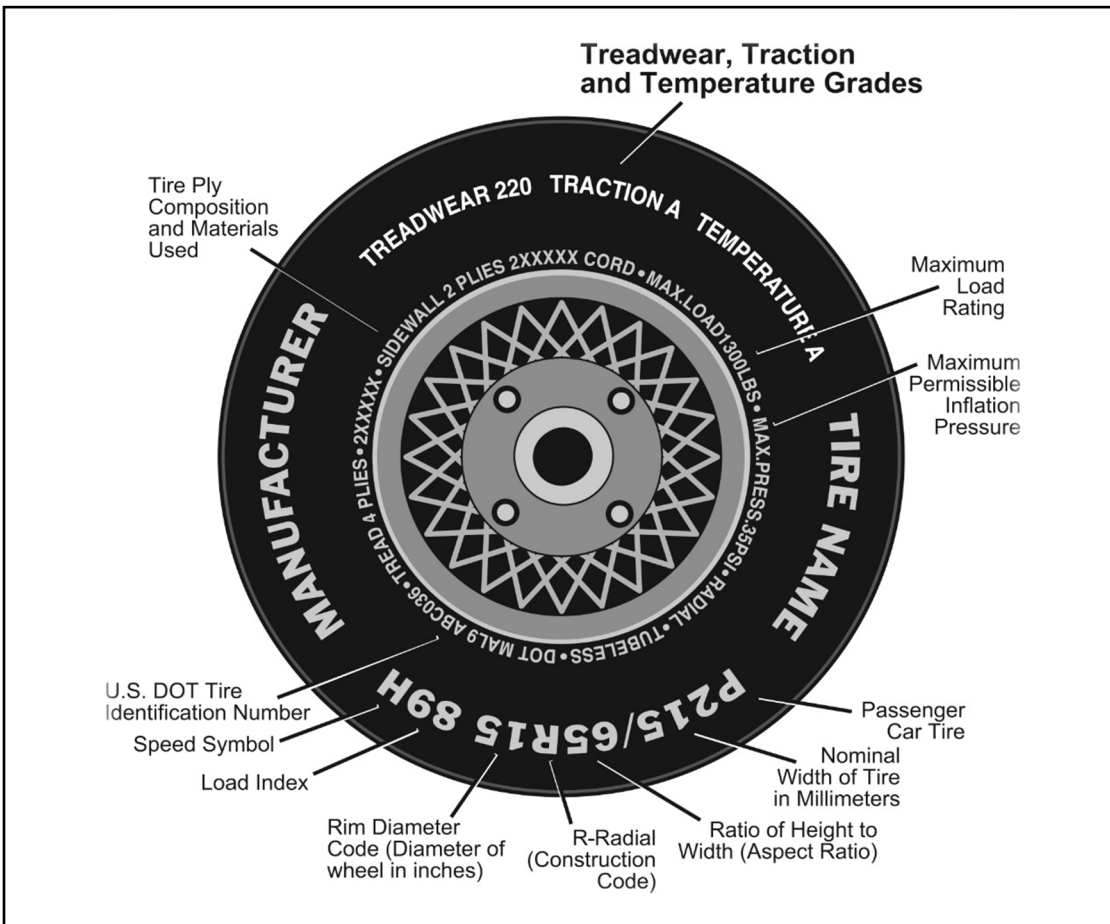 Treadwear, Traction
and Temperature Grades
Tire Ply
Composition
and Materials
Used
TREADWEAR 220 TRACTION A TEMPERATURE A
Maximum
Load
Rating
Maximum
Permissible
Inflation
Pressure
MANUFACTURER
TIRE NAME
TREAD 4 PLIES • 2XXXXX • SIDEWALL 2 PLIES 2XXXXX CORD • MAX.LOAD1300LBS • MAX.PRESS.35PSI • RADIAL • TUBELESS • DOT MAL9 ABC036 •
P215/65R15 89H
U.S. DOT Tire
Identification Number
Speed Symbol
Load Index
Rim Diameter
Code (Diameter of
wheel in inches)
R-Radial
(Construction
Code)
Ratio of Height to
Width (Aspect Ratio)
Nominal
Width of Tire
in Millimeters
Passenger
Car Tire